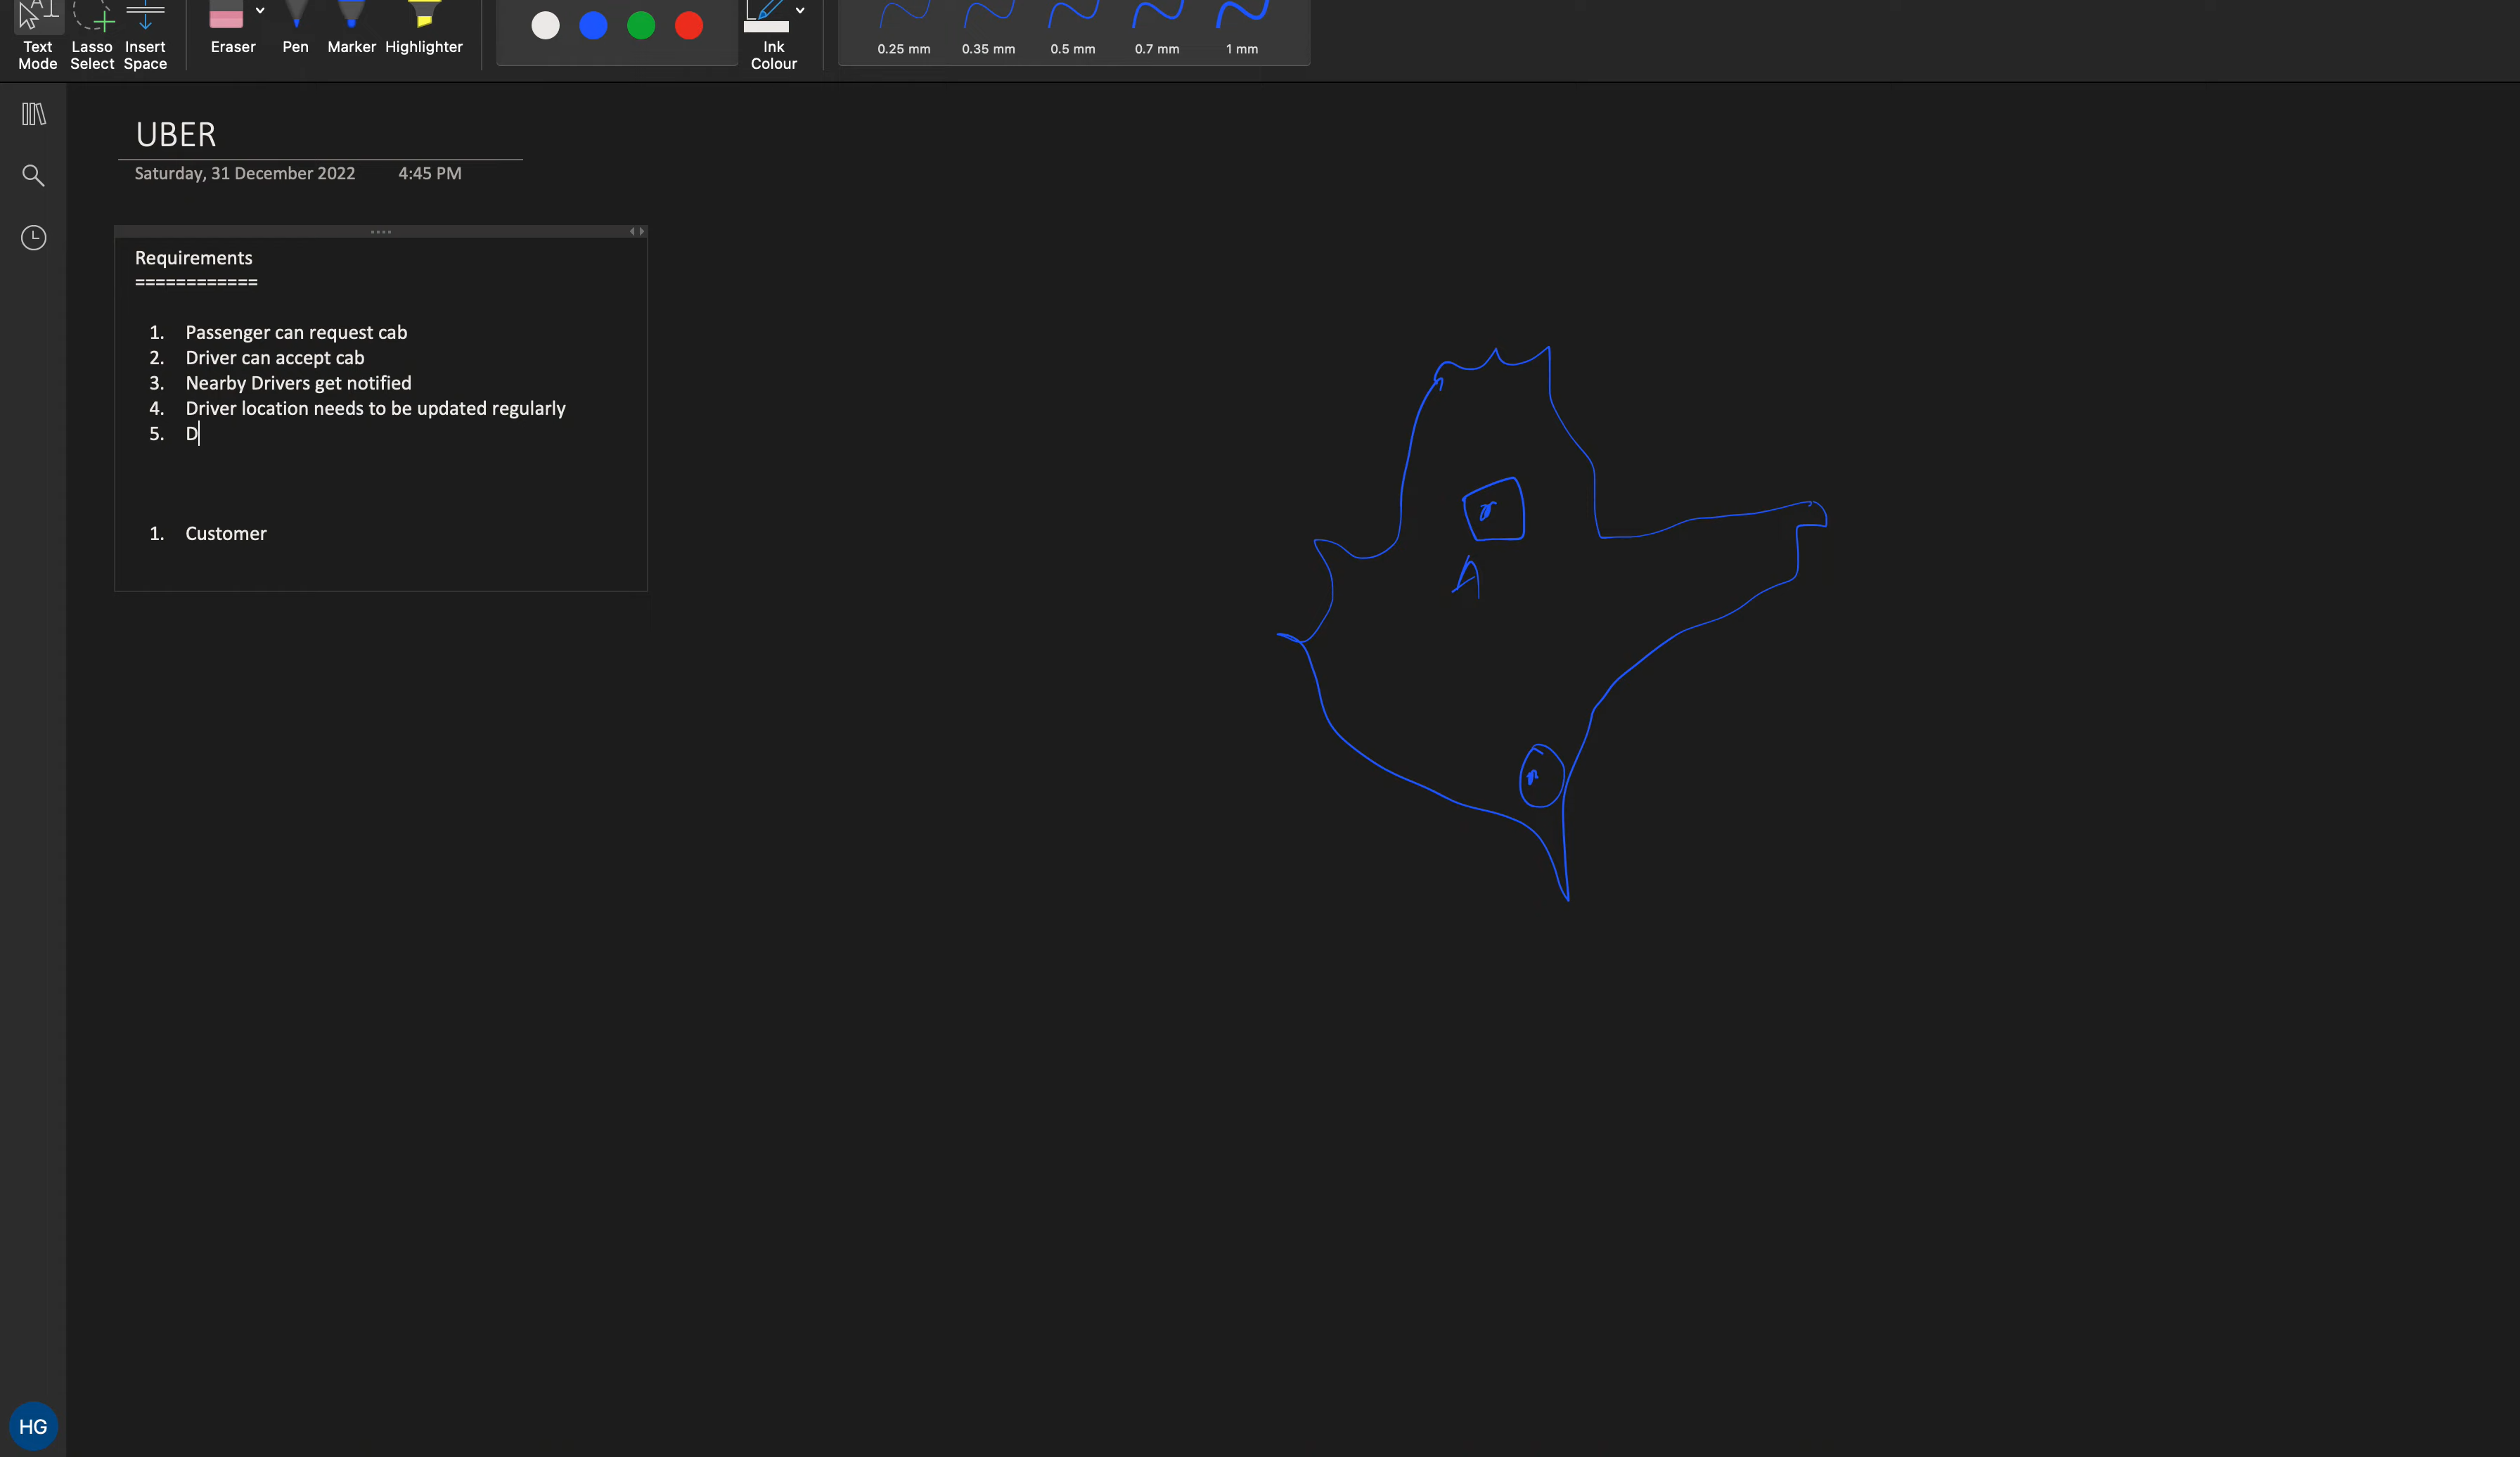 Text Mode
Lasso Select
Insert Space
Eraser
Pen
Marker
Highlighter
Ink Colour
0.25 mm
0.35 mm
0.5 mm
0.7 mm
1 mm
UBER
Saturday, 31 December 2022 4:45 PM
Requirements
============
1. Passenger can request cab
2. Driver can accept cab
3. Nearby Drivers get notified
4. Driver location needs to be updated regularly
5. D
1. Customer
A
HG